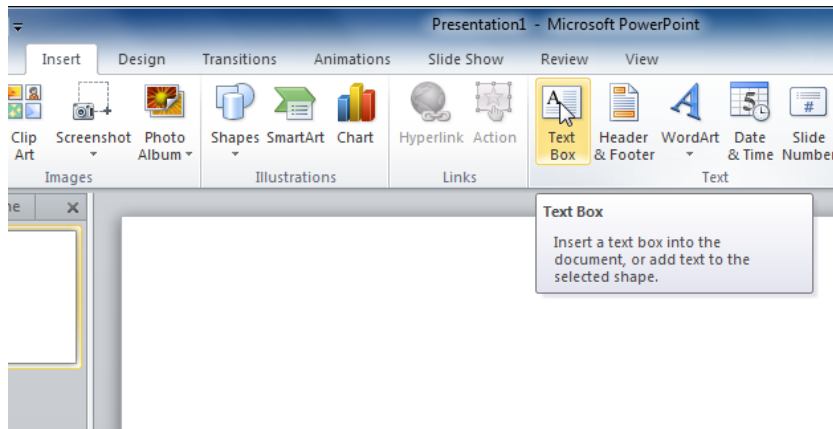 Presentation1 - Microsoft PowerPoint
Insert Design Transitions Animations Slide Show Review View
Clip Art
Screenshot
Photo Album
Shapes
SmartArt
Chart
Hyperlink
Action
Text Box
Header & Footer
WordArt
Date & Time
Slide Number
Images Illustrations Links Text
Text Box
Insert a text box into the
document, or add text to the
selected shape.